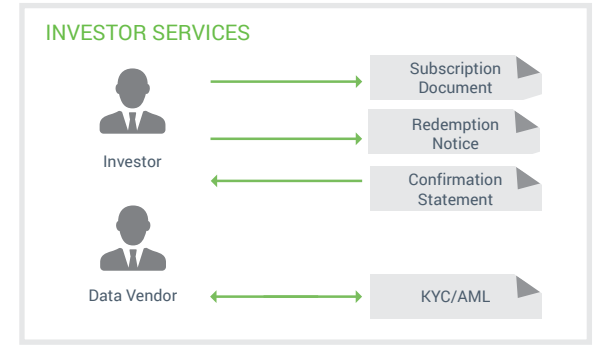 INVESTOR SERVICES
Subscription
Document
Redemption
Notice
Investor
Confirmation
Statement
Data Vendor
KYC/AML